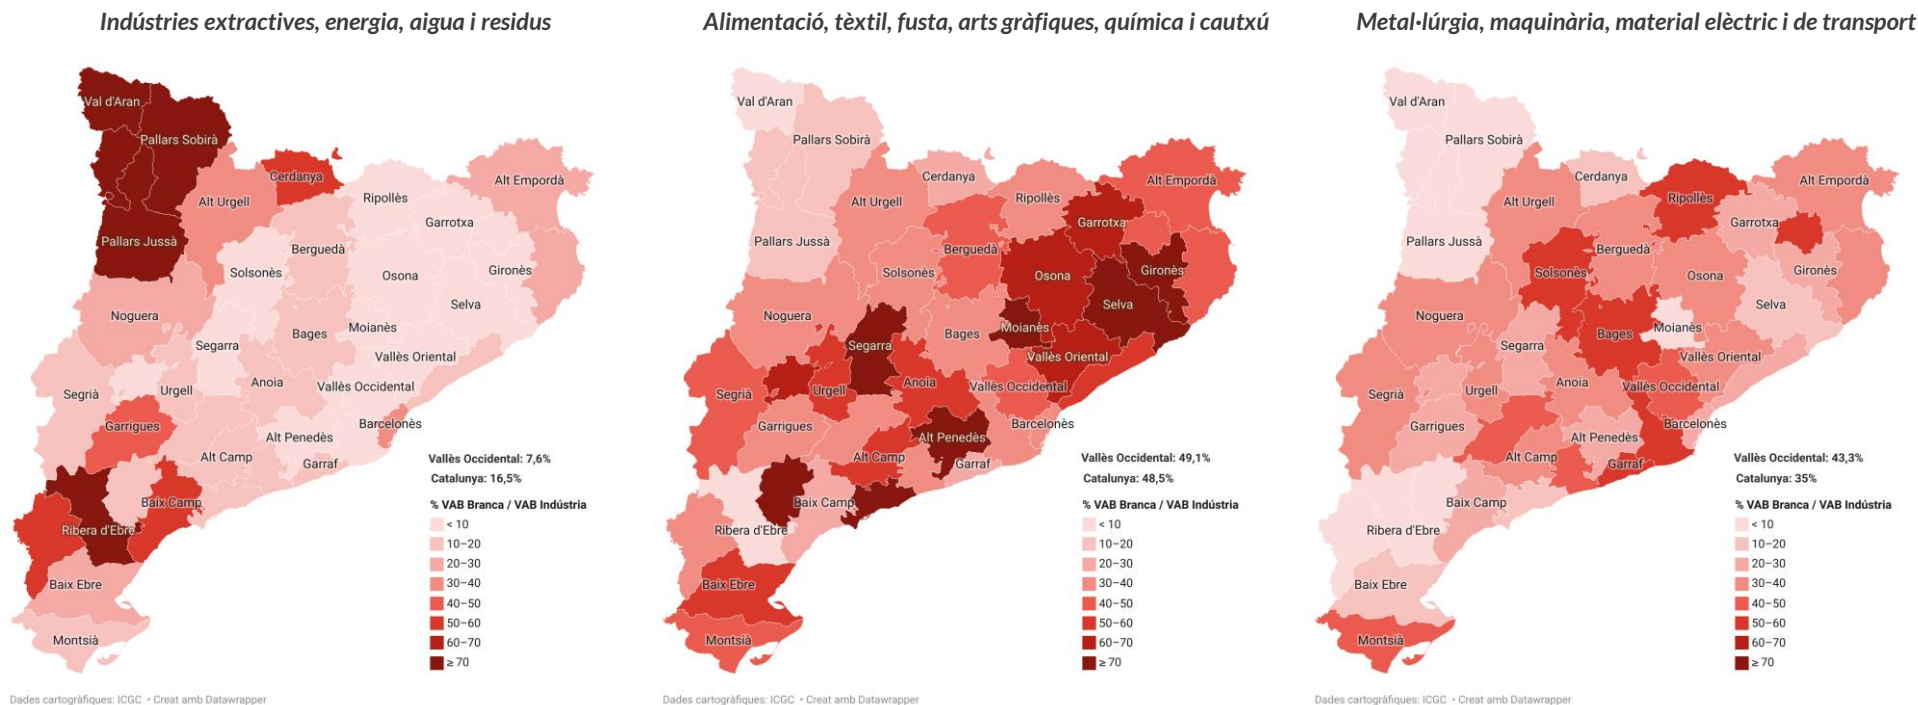 Indústries extractives, energia, aigua i residus
Val d'Aran
Pallars Sobirà
Cerdanya
Alt Empordà
Alt Urgell
Ripollès
Garrotxa
Pallars Jussà
Berguedà
Solsonès
Osona
Gironès
Selva
Noguera
Bages
Moianès
Segarra
Vallès Oriental
Segrià
Urgell
Anoia
Vallès Occidental
Garrigues
Barcelonès
Alt Penedès
Alt Camp
Garraf
Baix Camp
Ribera d'Ebre
Baix Ebre
Montsià
Vallès Occidental: 7,6%
Catalunya: 16,5%
% VAB Branca / VAB Indústria
< 10
10–20
20–30
30–40
40–50
50–60
60–70
≥ 70
Dades cartogràfiques: ICGC • Creat amb Datawrapper
Alimentació, tèxtil, fusta, arts gràfiques, química i cautxú
Val d'Aran
Pallars Sobirà
Cerdanya
Alt Empordà
Alt Urgell
Ripollès
Garrotxa
Pallars Jussà
Berguedà
Solsonès
Osona
Gironès
Selva
Noguera
Bages
Moianès
Segarra
Vallès Oriental
Segrià
Urgell
Anoia
Vallès Occidental
Garrigues
Barcelonès
Alt Penedès
Alt Camp
Garraf
Baix Camp
Ribera d'Ebre
Baix Ebre
Montsià
Vallès Occidental: 49,1%
Catalunya: 48,5%
% VAB Branca / VAB Indústria
< 10
10–20
20–30
30–40
40–50
50–60
60–70
≥ 70
Dades cartogràfiques: ICGC • Creat amb Datawrapper
Metal·lúrgia, maquinària, material elèctric i de transport
Val d'Aran
Pallars Sobirà
Cerdanya
Alt Empordà
Alt Urgell
Ripollès
Garrotxa
Pallars Jussà
Berguedà
Solsonès
Osona
Gironès
Selva
Noguera
Bages
Moianès
Segarra
Vallès Oriental
Segrià
Urgell
Anoia
Vallès Occidental
Garrigues
Barcelonès
Alt Penedès
Alt Camp
Garraf
Baix Camp
Ribera d'Ebre
Baix Ebre
Montsià
Vallès Occidental: 43,3%
Catalunya: 35%
% VAB Branca / VAB Indústria
< 10
10–20
20–30
30–40
40–50
50–60
60–70
≥ 70
Dades cartogràfiques: ICGC • Creat amb Datawrapper